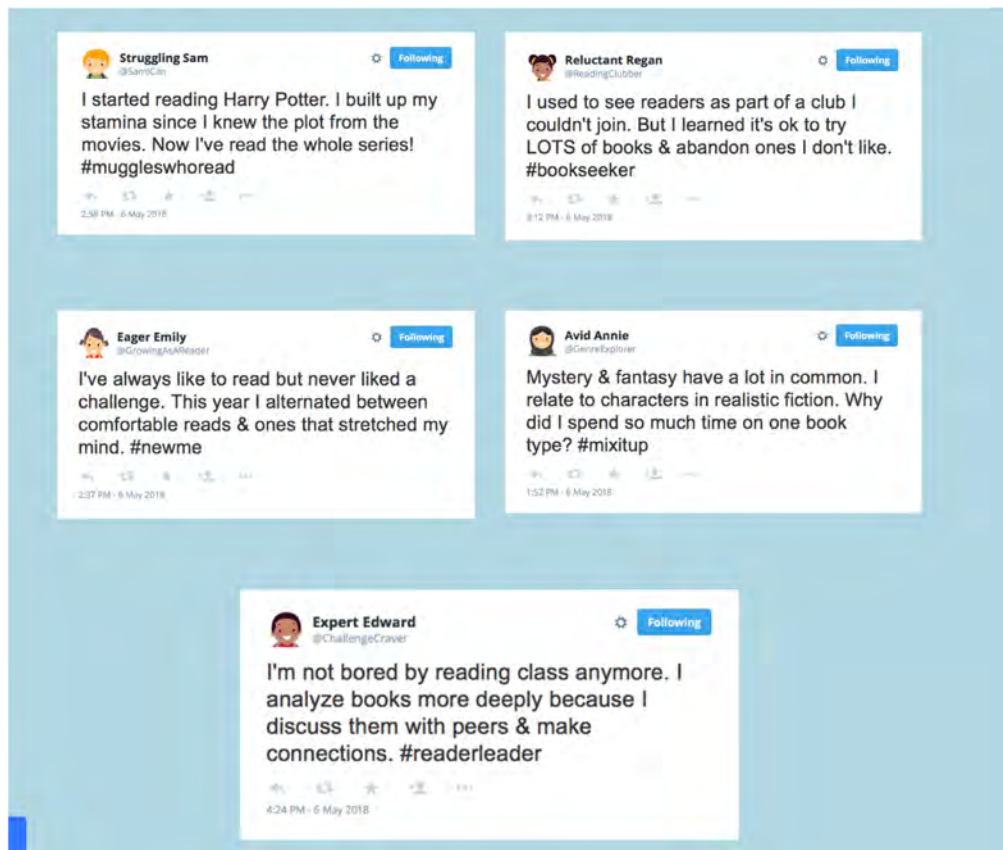 Struggling Sam
@SamICan
Following
I started reading Harry Potter. I built up my
stamina since I knew the plot from the
movies. Now I've read the whole series!
#muggleswhoread
2:58 PM - 6 May 2018
Reluctant Regan
@ReadingClubber
Following
I used to see readers as part of a club I
couldn't join. But I learned it's ok to try
LOTS of books & abandon ones I don't like.
#bookseeker
3:12 PM - 6 May 2018
Eager Emily
@GrowingAsAReader
Following
I've always like to read but never liked a
challenge. This year I alternated between
comfortable reads & ones that stretched my
mind. #newme
2:37 PM - 6 May 2018
Avid Annie
@GenreExplorer
Following
Mystery & fantasy have a lot in common. I
relate to characters in realistic fiction. Why
did I spend so much time on one book
type? #mixitup
1:52 PM - 6 May 2018
Expert Edward
@ChallengeCraver
Following
I'm not bored by reading class anymore. I
analyze books more deeply because I
discuss them with peers & make
connections. #readerleader
4:24 PM - 6 May 2018